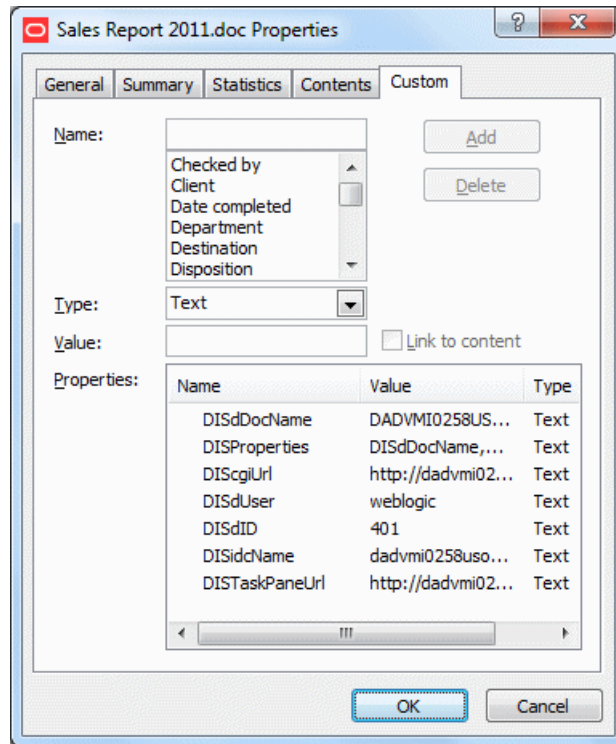 Sales Report 2011.doc Properties
General Summary Statistics Contents Custom
Name:
Add
Checked by
Client
Date completed
Department
Destination
Disposition
Delete
Type: Text
Value: Link to content
Properties:
Name Value Type
DISdDocName DADVMI0258US... Text
DISProperties DISdDocName,... Text
DIScgiUrl http://dadvmi02... Text
DISdUser weblogic Text
DISdID 401 Text
DISidcName dadvmi0258uso... Text
DISTaskPaneUrl http://dadvmi02... Text
OK Cancel